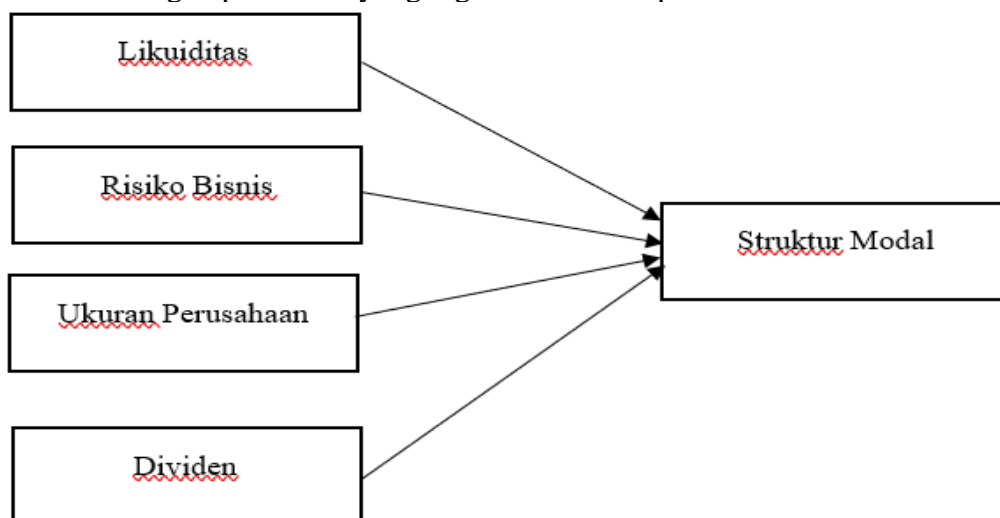 Likuiditas
Risiko Bisnis
Struktur Modal
Ukuran Perusahaan
Dividen